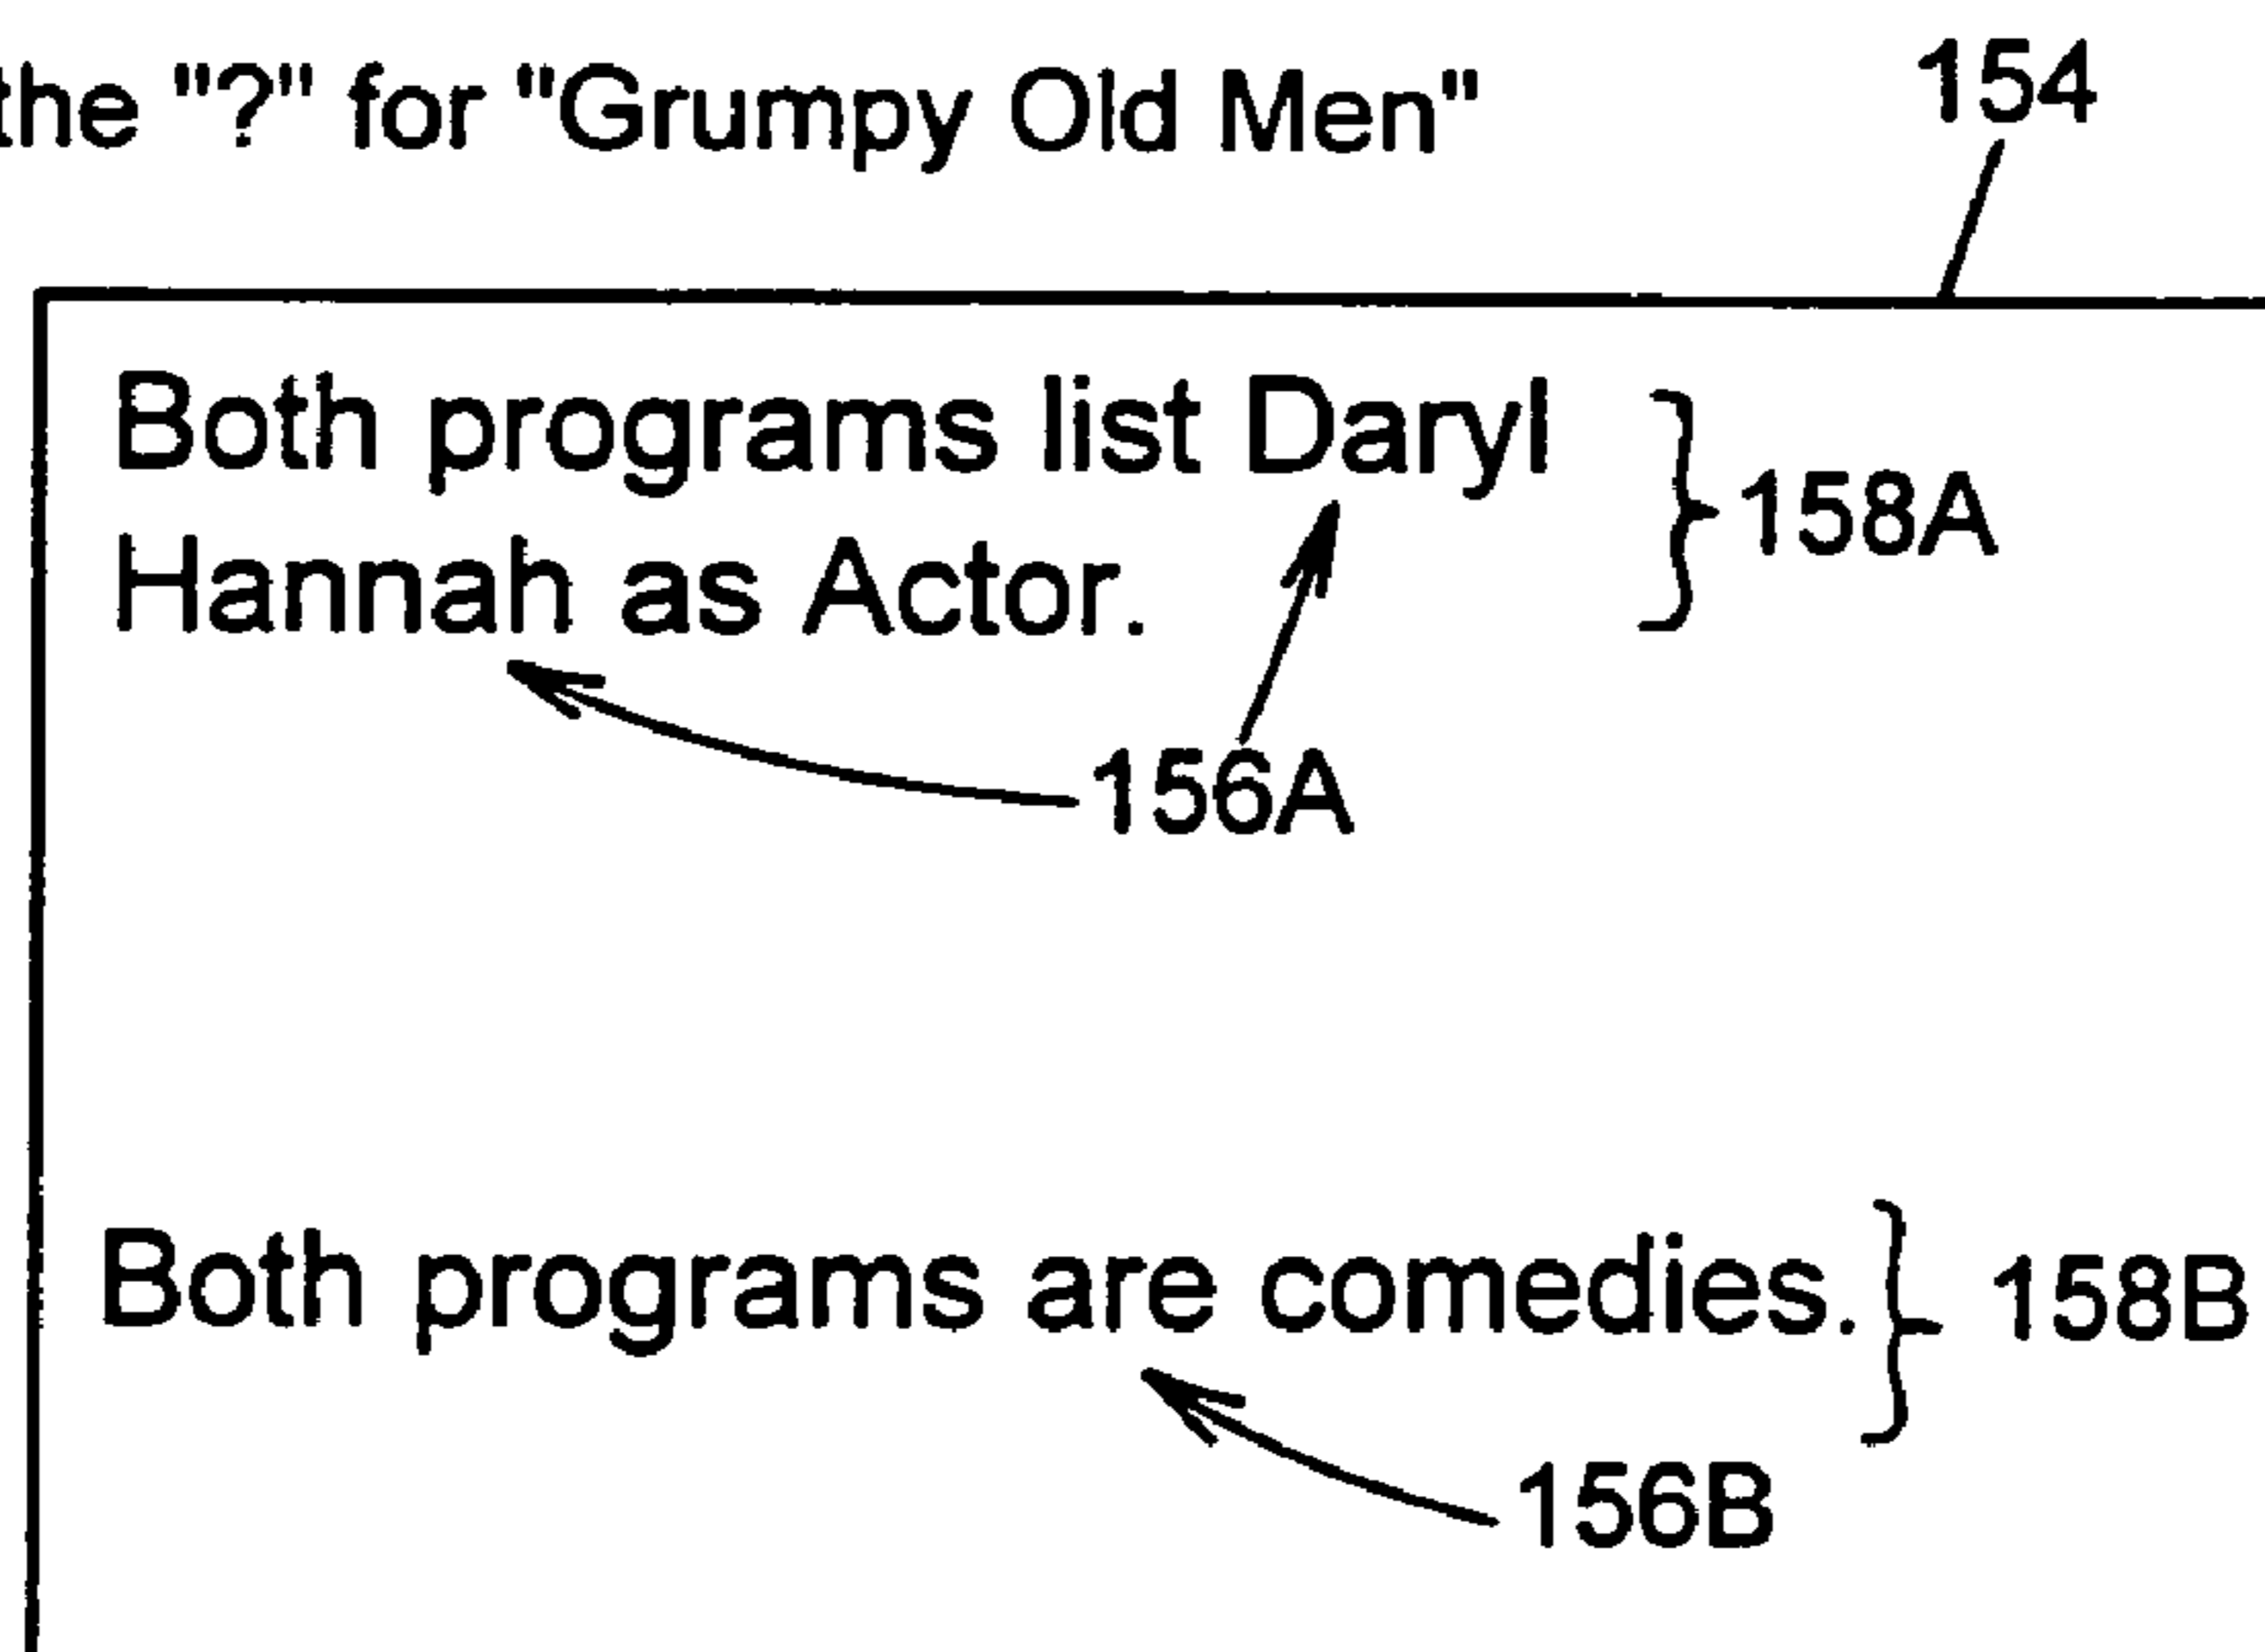 the "?" for "Grumpy Old Men"
154
Both programs list Daryl
158A
Hannah as Actor.
156A
Both programs are comedies.
158B
156B